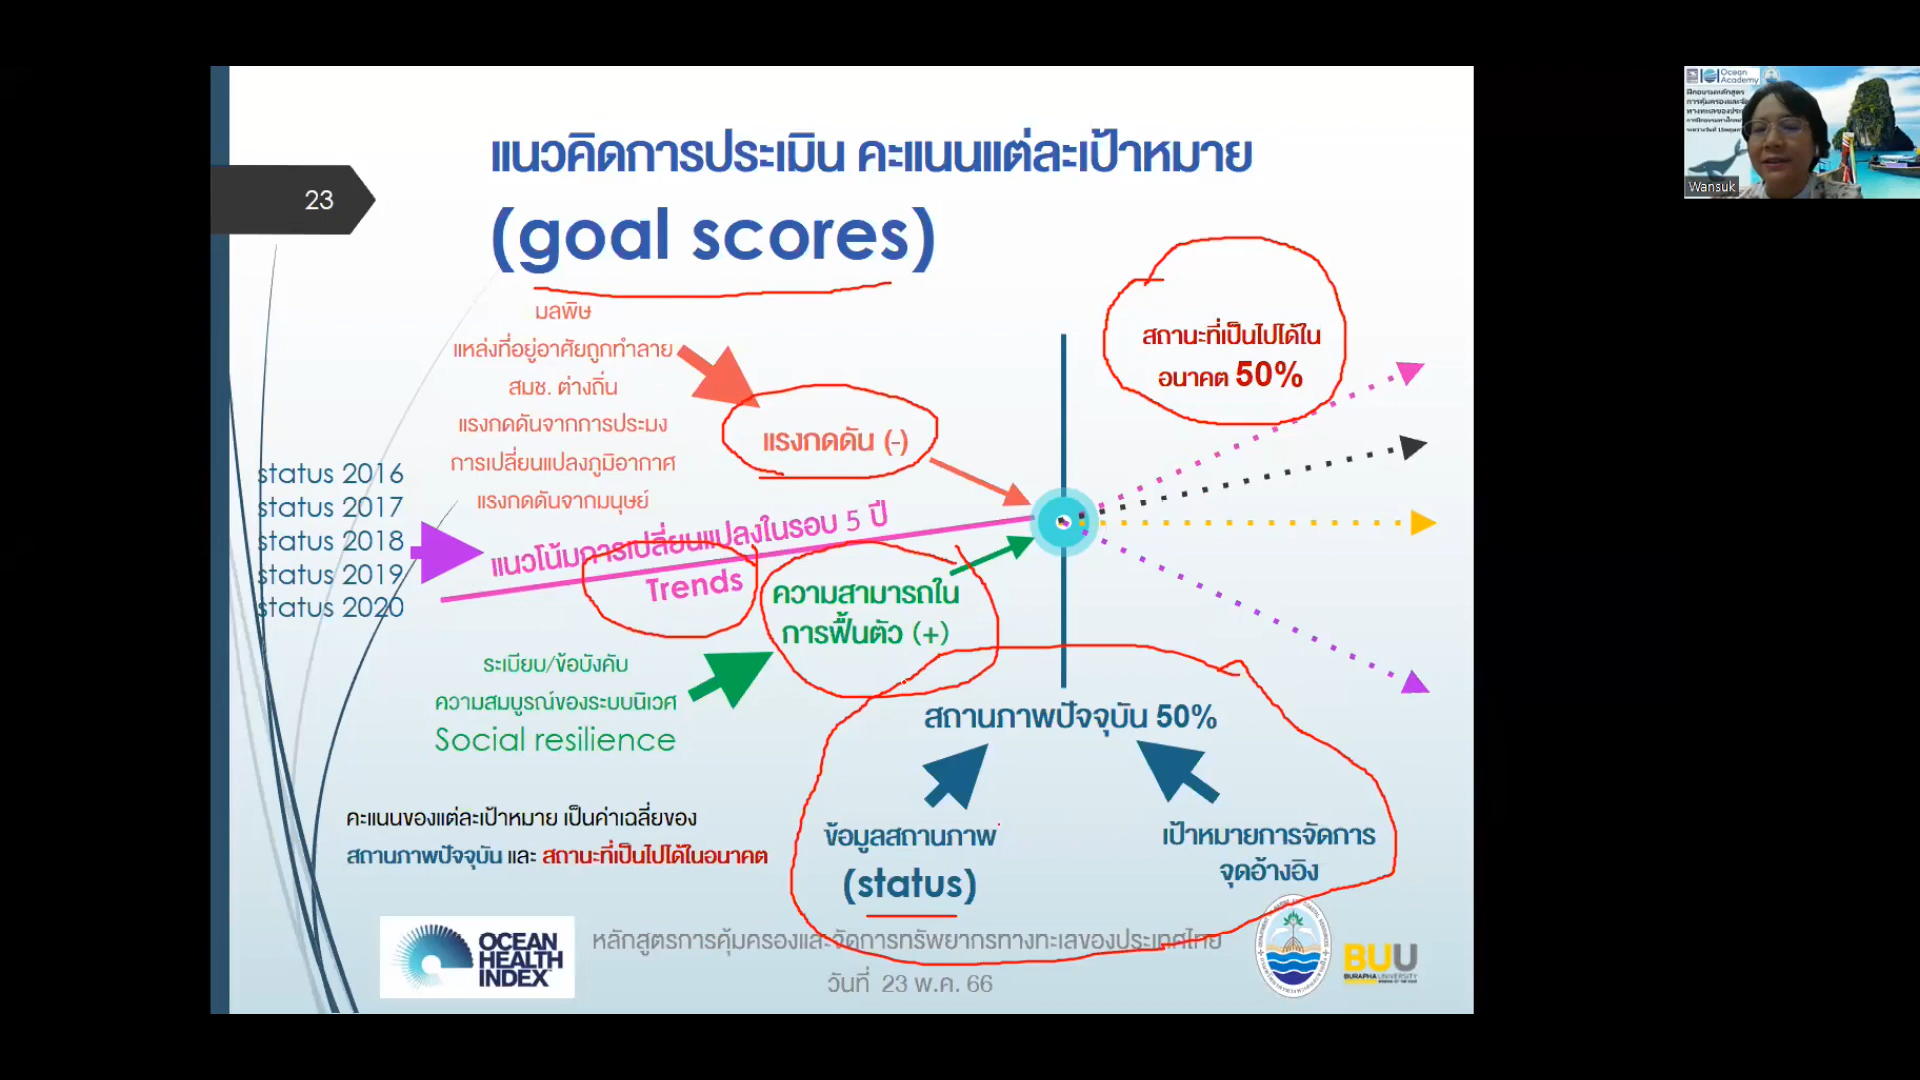 23
แนวคิดการประเมิน คะแนนแต่ละเป้าหมาย
(goal scores)
มลพิษ
แหล่งที่อยู่อาศัยถูกทำลาย
สมช. ต่างถิ่น
แรงกดดันจากการประมง
การเปลี่ยนแปลงภูมิอากาศ
แรงกดดันจากมนุษย์
แรงกดดัน (-)
สถานะที่เป็นไปได้ใน
อนาคต 50%
status 2016
status 2017
status 2018
status 2019
status 2020
แนวโน้มการเปลี่ยนแปลงในรอบ 5 ปี
Trends
ความสามารถใน
การฟื้นตัว (+)
ระเบียบ/ข้อบังคับ
ความสมบูรณ์ของระบบนิเวศ
Social resilience
สถานภาพปัจจุบัน 50%
ข้อมูลสถานภาพ
(status)
เป้าหมายการจัดการ
จุดอ้างอิง
คะแนนของแต่ละเป้าหมาย เป็นค่าเฉลี่ยของ
สถานภาพปัจจุบัน และ สถานะที่เป็นไปได้ในอนาคต
OCEAN
HEALTH
INDEX
หลักสูตรการคุ้มครองและจัดการทรัพยากรทางทะเลของประเทศไทย
วันที่ 23 พ.ค. 66
BUU
BURAPHA UNIVERSITY
Ocean
Academy
Wansuk